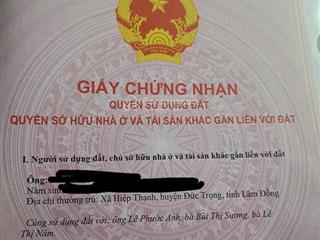 GIẤY CHỨNG NHẬN
QUYỀN SỬ DỤNG ĐẤT
QUYỀN SỞ HỮU NHÀ Ở VÀ TÀI SẢN KHÁC GẮN LIỀN VỚI ĐẤT
I. Người sử dụng đất, chủ sở hữu nhà ở và tài sản khác gắn liền với đất
Ông:
Năm sinh
Địa chỉ thường trú: Xã Hiệp Thạnh, huyện Đức Trọng, tỉnh Lâm Đồng
Cùng sử dụng đất với: ông Lê Phước Anh, bà Bùi Thị Sương, bà Lê
Thị Năm.